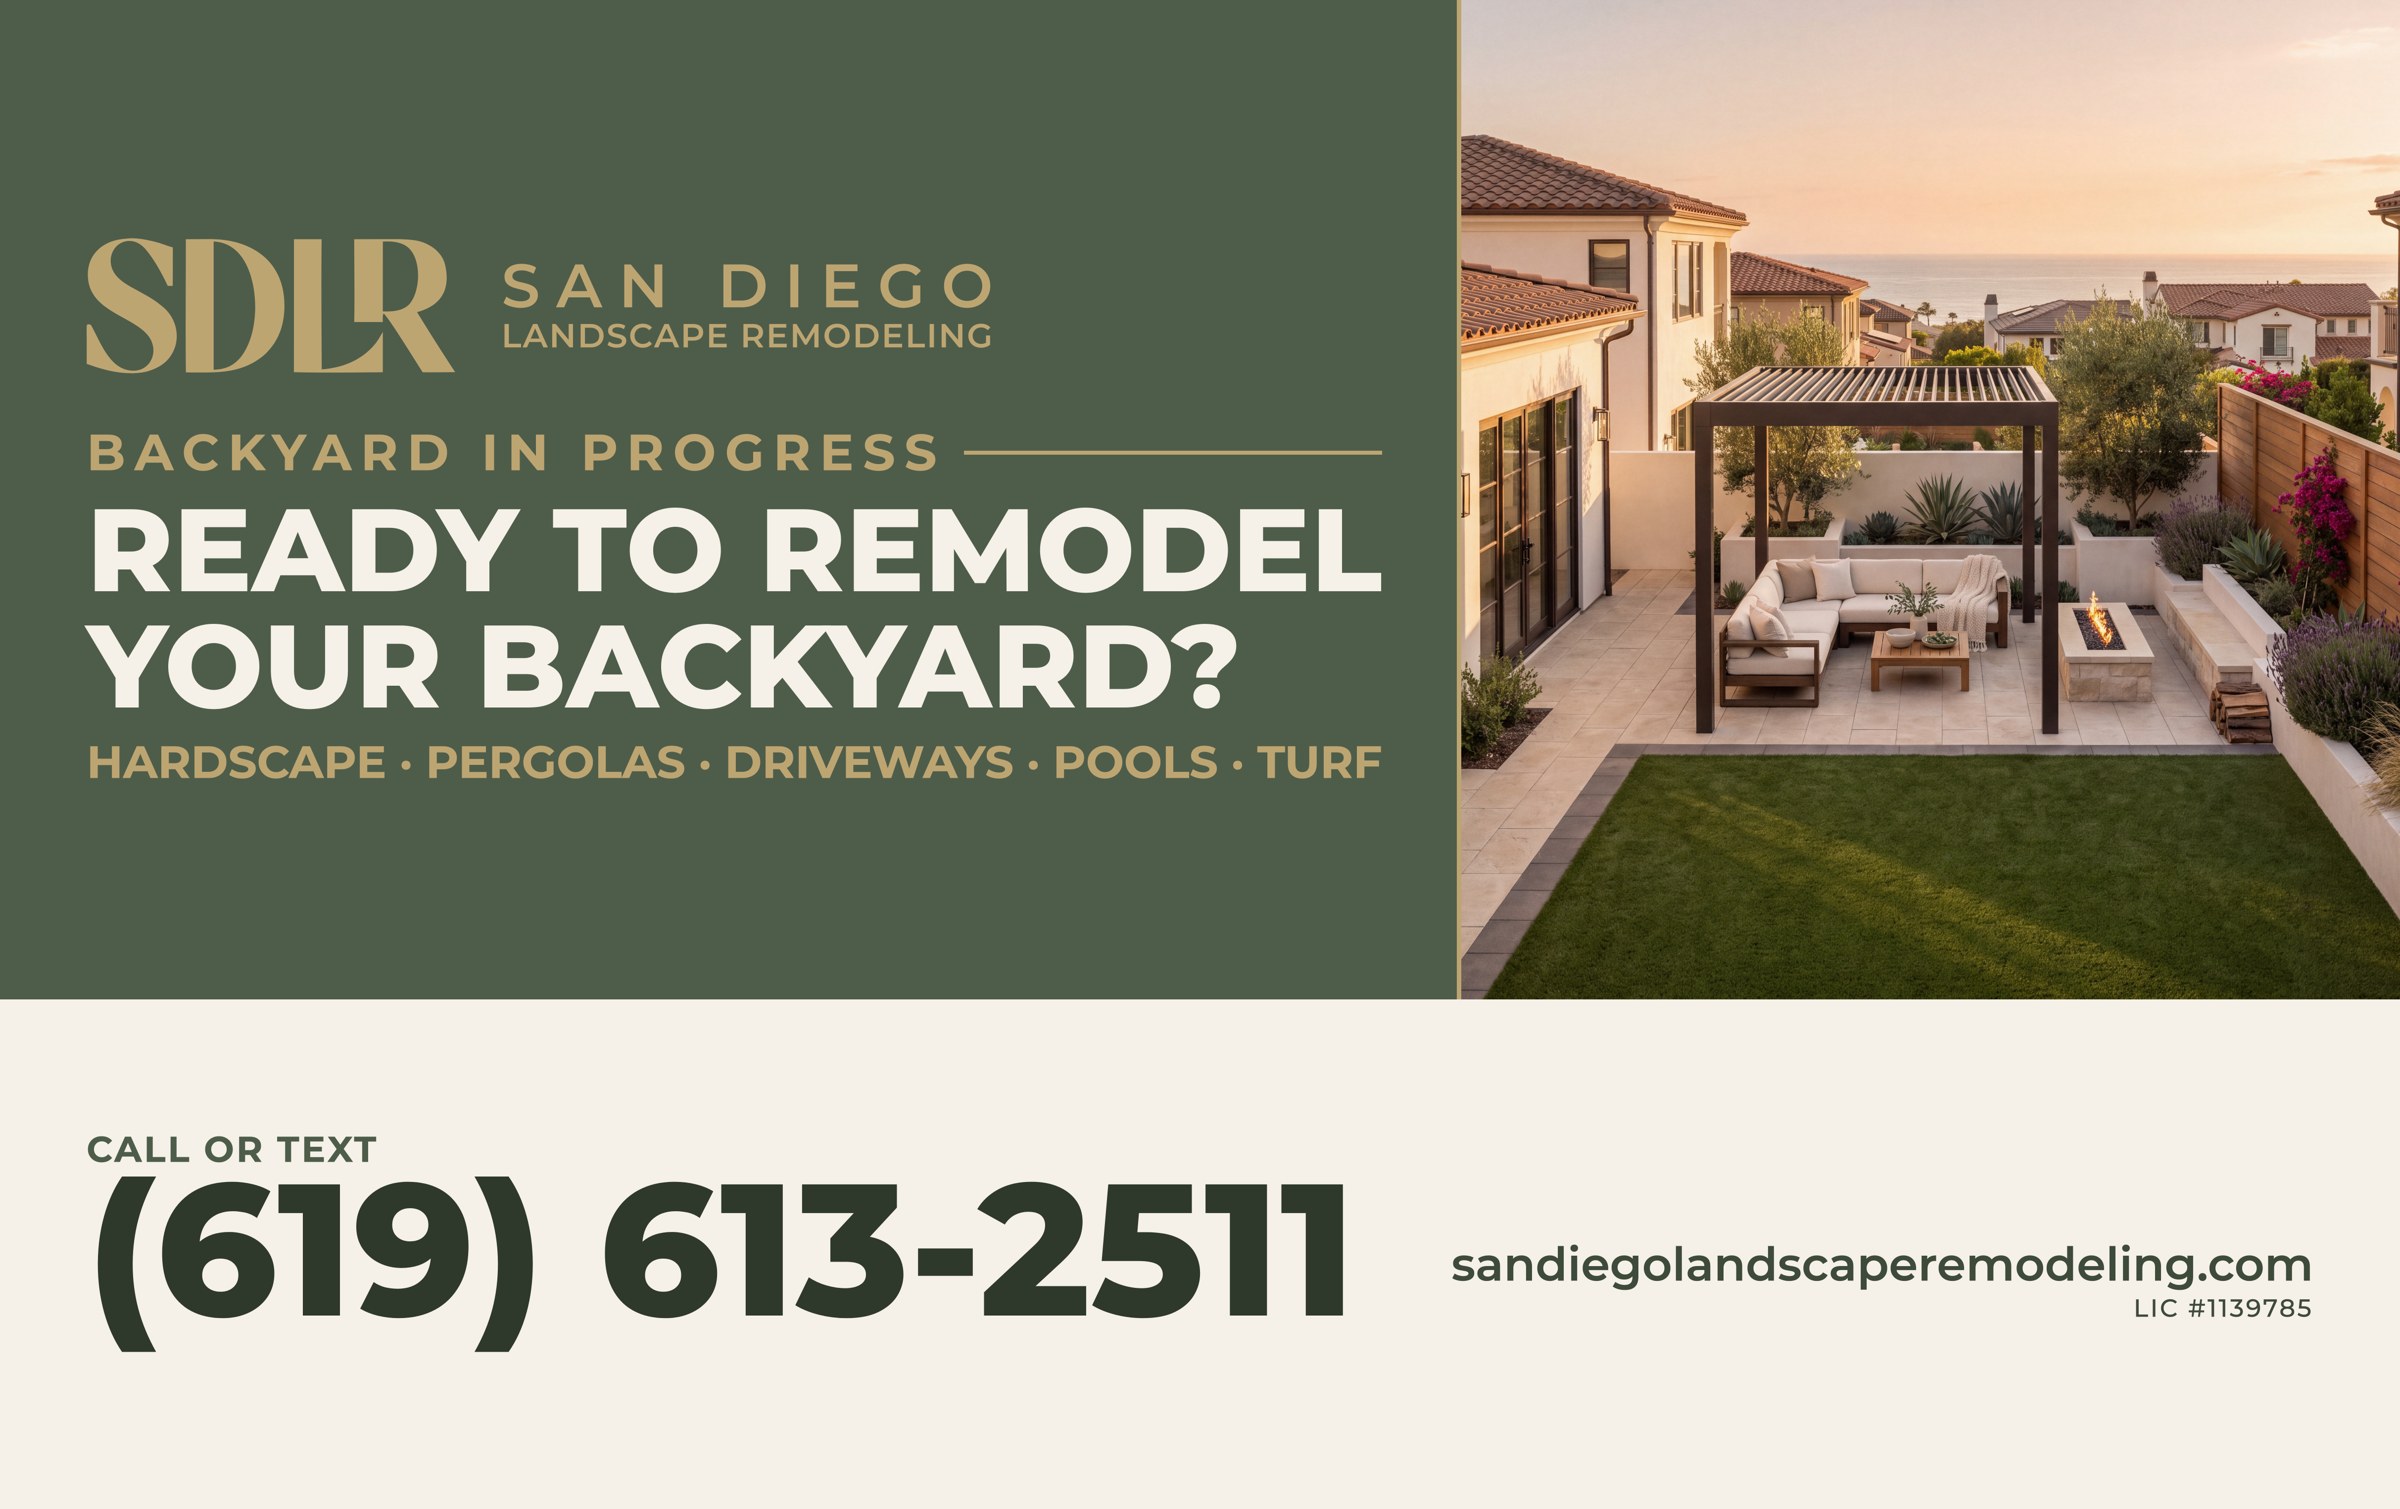 SDLR
SAN DIEGO
LANDSCAPE REMODELING
BACKYARD IN PROGRESS
READY TO REMODEL
YOUR BACKYARD?
HARDSCAPE · PERGOLAS · DRIVEWAYS · POOLS · TURF
CALL OR TEXT
(619) 613-2511
sandiegolandscaperemodeling.com
LIC #1139785